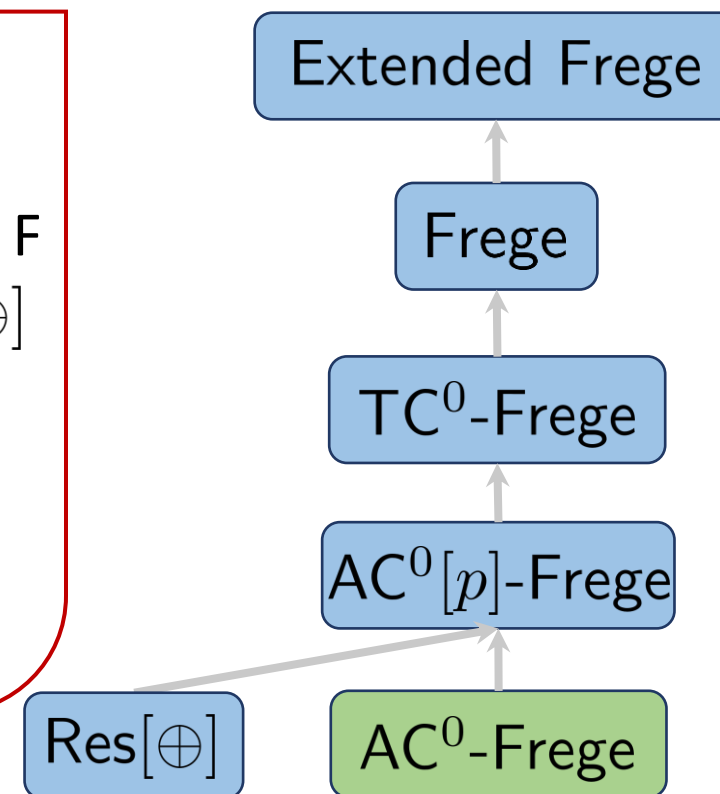 Extended Frege
F
⊕]
Frege
TC⁰-Frege
AC⁰[p]-Frege
Res[⊕]
AC⁰-Frege